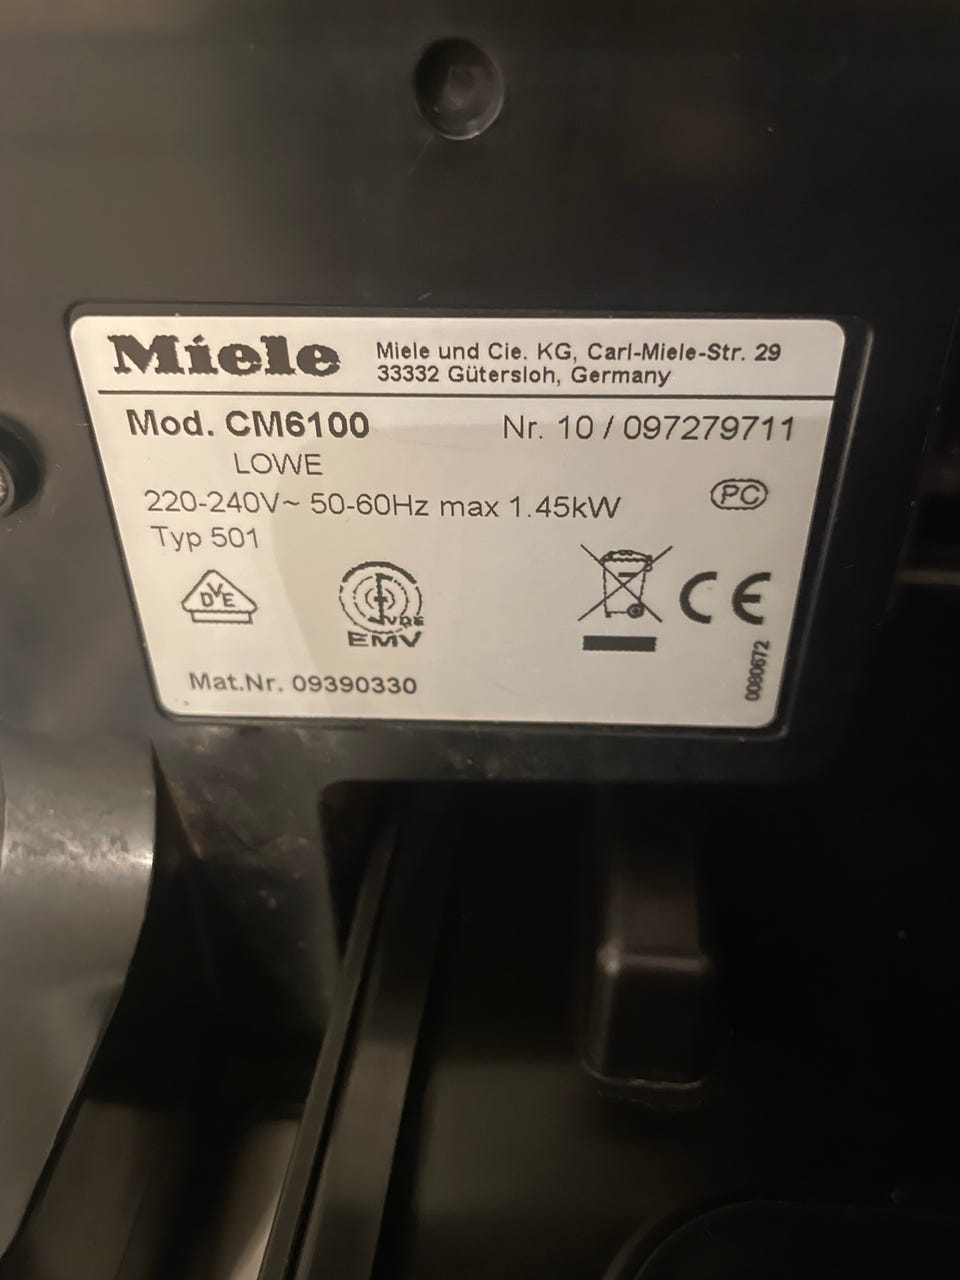 Miele
Miele und Cie. KG, Carl-Miele-Str. 29
33332 Gütersloh, Germany
Mod. CM6100
Nr. 10 / 097279711
LOWE
220-240V~ 50-60Hz max 1.45kW
PC
Typ 501
DVE
VDE
EMV
CE
0080672
Mat.Nr. 09390330